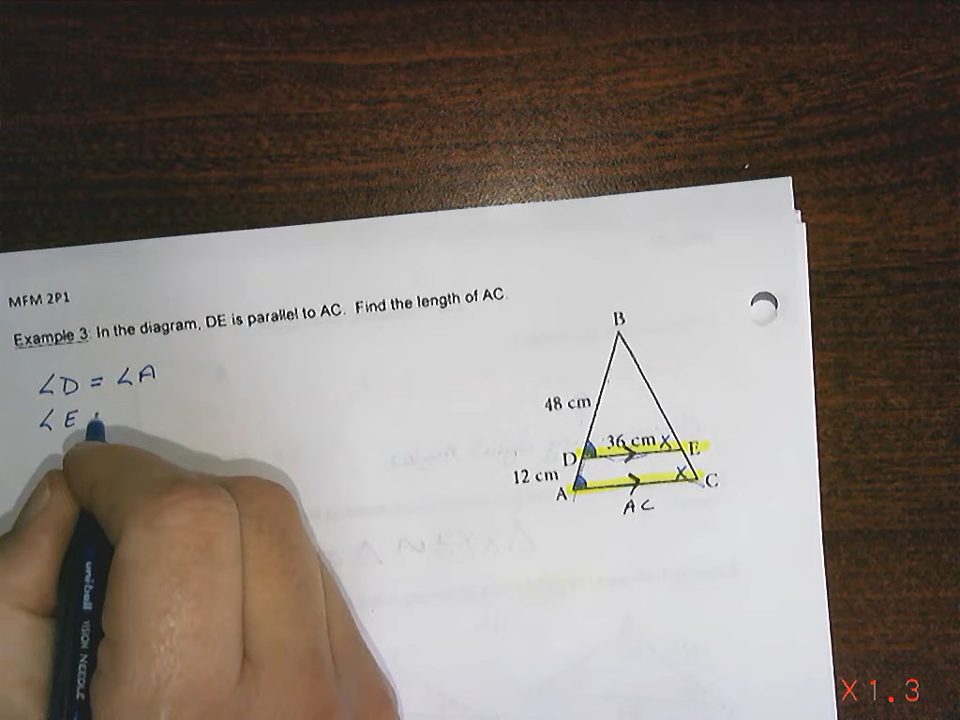 MFM 2P1
Example 3: In the diagram, DE is parallel to AC. Find the length of AC.
∠D = ∠A
∠E
B
48 cm
36 cm x
D
E
12 cm
x
A
C
AC
uniball VISION NEEDLE
X1.3